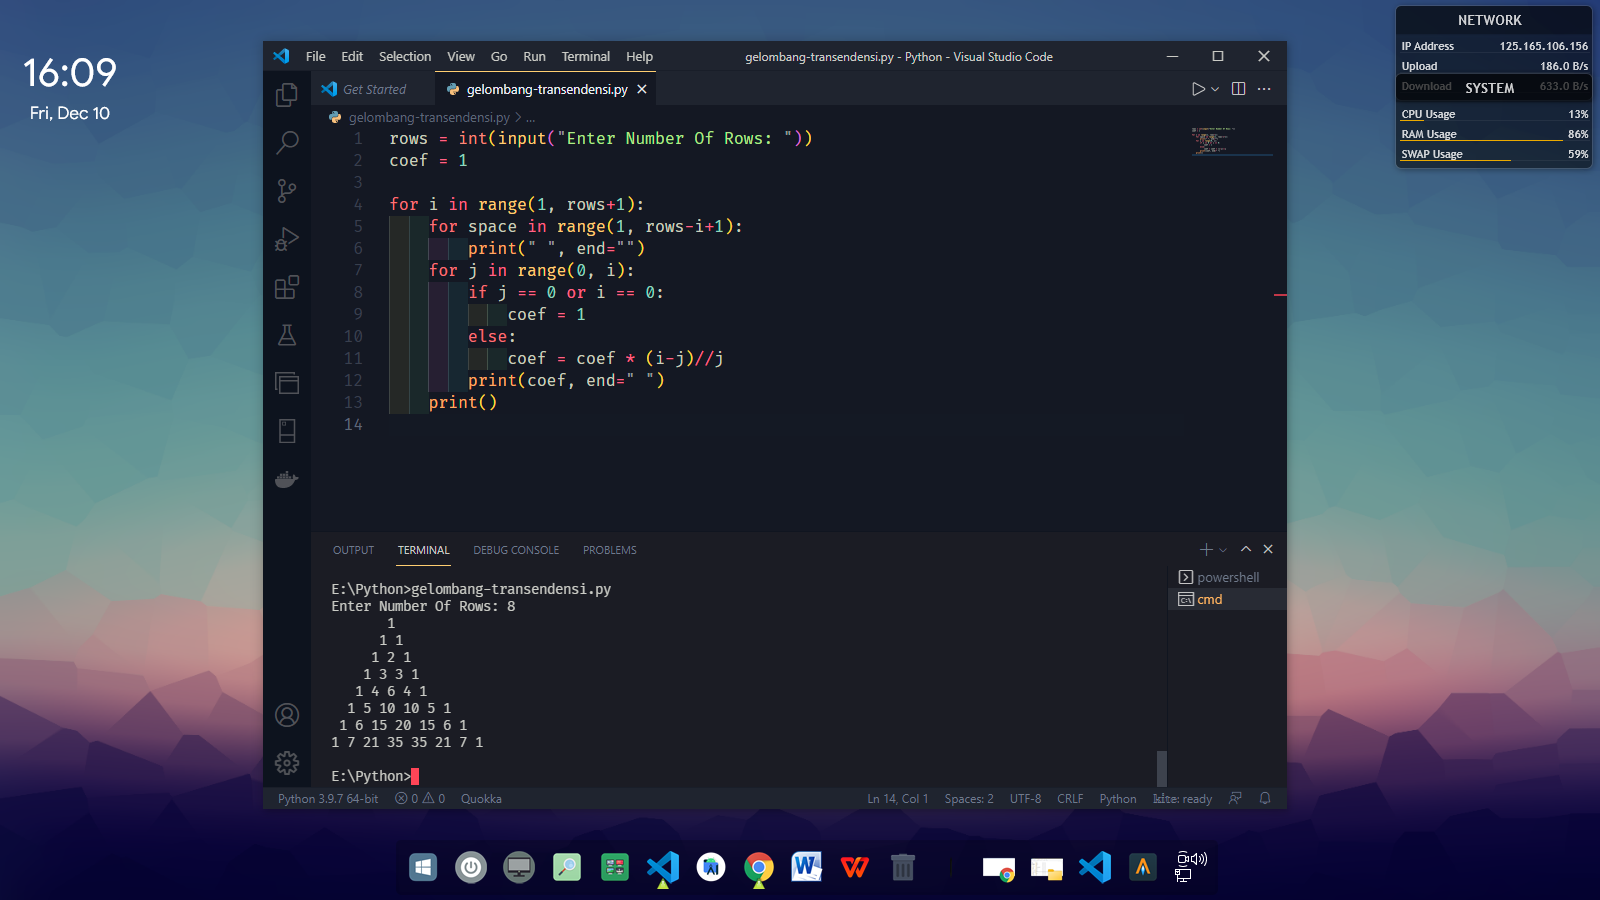 16:09
Fri, Dec 10
NETWORK
IP Address 125.165.106.156
Upload 186.0 B/s
Download 633.0 B/s
SYSTEM
CPU Usage 13%
RAM Usage 86%
SWAP Usage 59%
File Edit Selection View Go Run Terminal Help gelombang-transendensi.py - Python - Visual Studio Code
Get Started gelombang-transendensi.py
gelombang-transendensi.py > ...
1 rows = int(input("Enter Number Of Rows: "))
2 coef = 1
3
4 for i in range(1, rows+1):
5     for space in range(1, rows-i+1):
6         print(" ", end="")
7     for j in range(0, i):
8         if j == 0 or i == 0:
9             coef = 1
10         else:
11             coef = coef * (i-j)//j
12         print(coef, end=" ")
13     print()
14
OUTPUT TERMINAL DEBUG CONSOLE PROBLEMS
powershell
cmd
E:\Python>gelombang-transendensi.py
Enter Number Of Rows: 8
       1
      1 1
     1 2 1
    1 3 3 1
   1 4 6 4 1
  1 5 10 10 5 1
 1 6 15 20 15 6 1
1 7 21 35 35 21 7 1
E:\Python>
Python 3.9.7 64-bit 0 0 Quokka Ln 14, Col 1 Spaces: 2 UTF-8 CRLF Python kite: ready